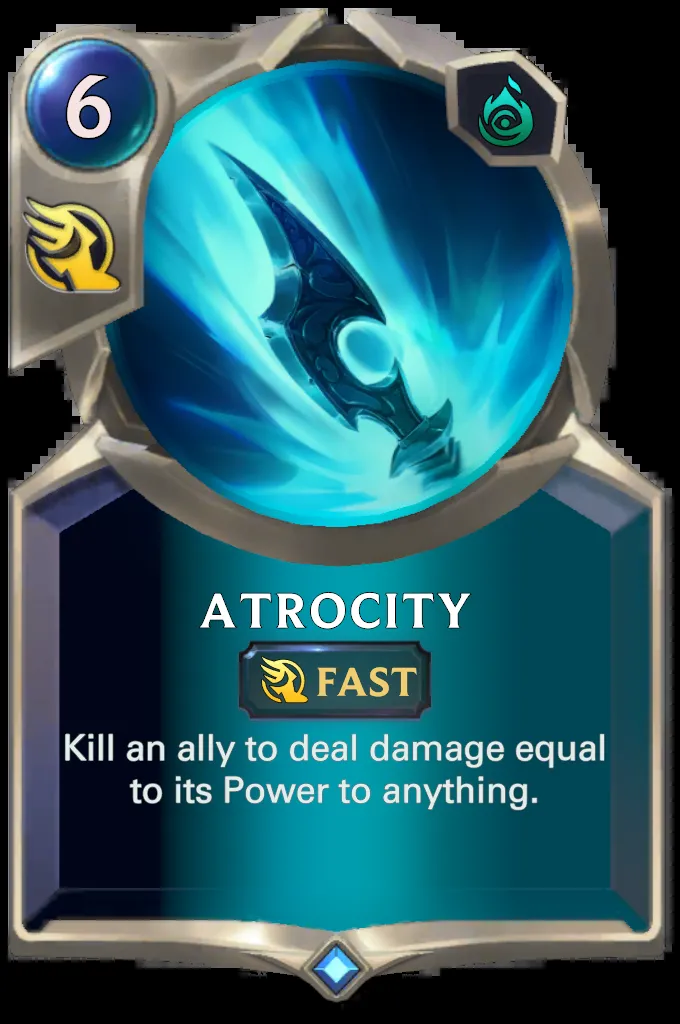 6
ATROCITY
FAST
Kill an ally to deal damage equal
to its Power to anything.